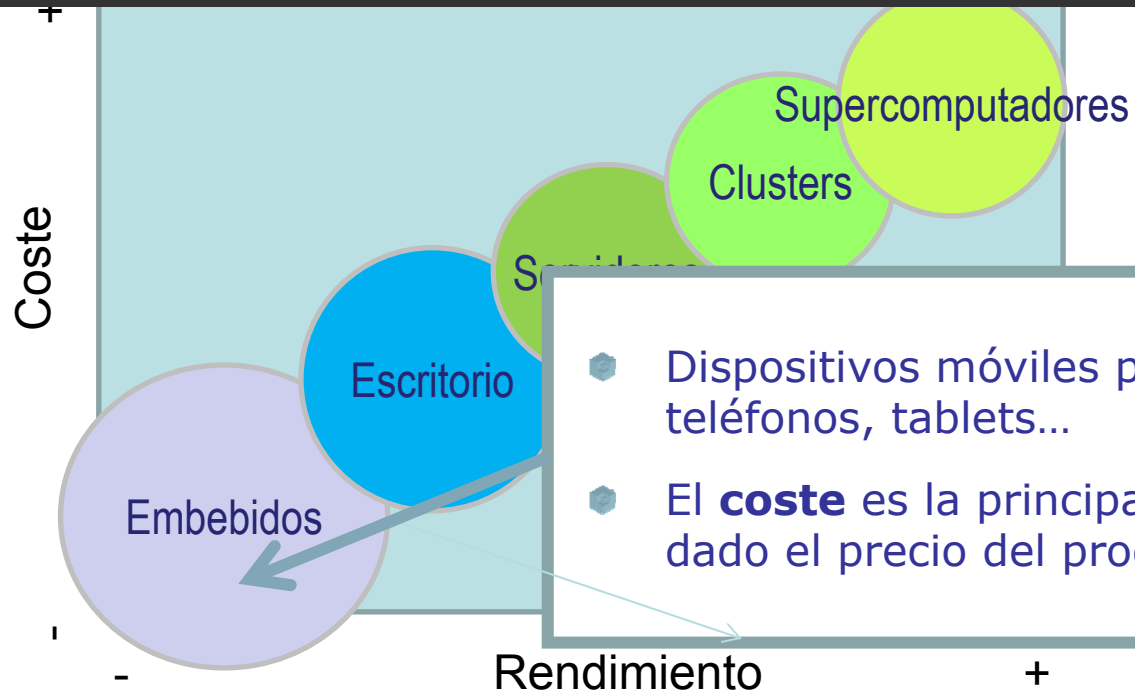 +
Supercomputadores
Clusters
Coste
Escritorio
Dispositivos móviles
teléfonos, tablets…
El coste es la
dado el precio del
Embebidos
-
-
Rendimiento
+